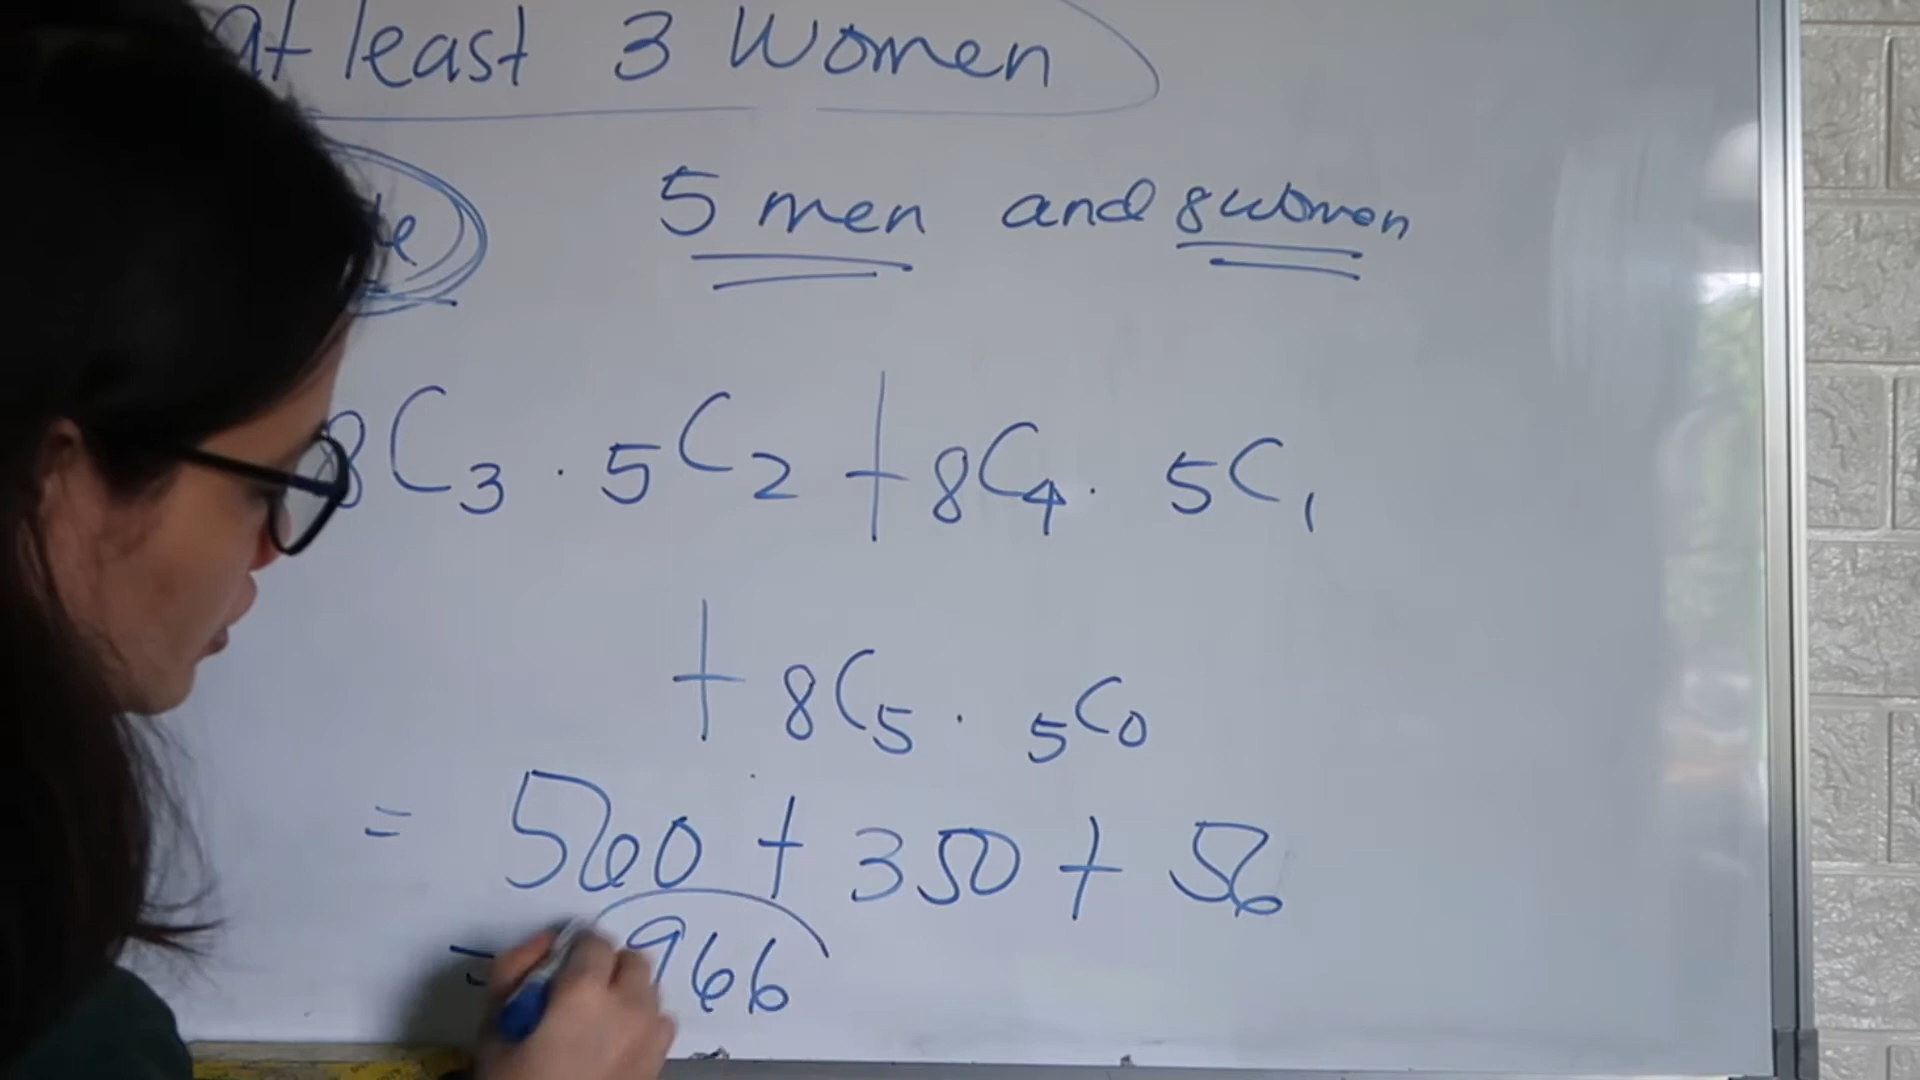 at least 3 Women
5 men and 8 women
8C3 · 5C2 + 8C4 · 5C1
+ 8C5 · 5C0
= 560 + 350 + 56
= 966